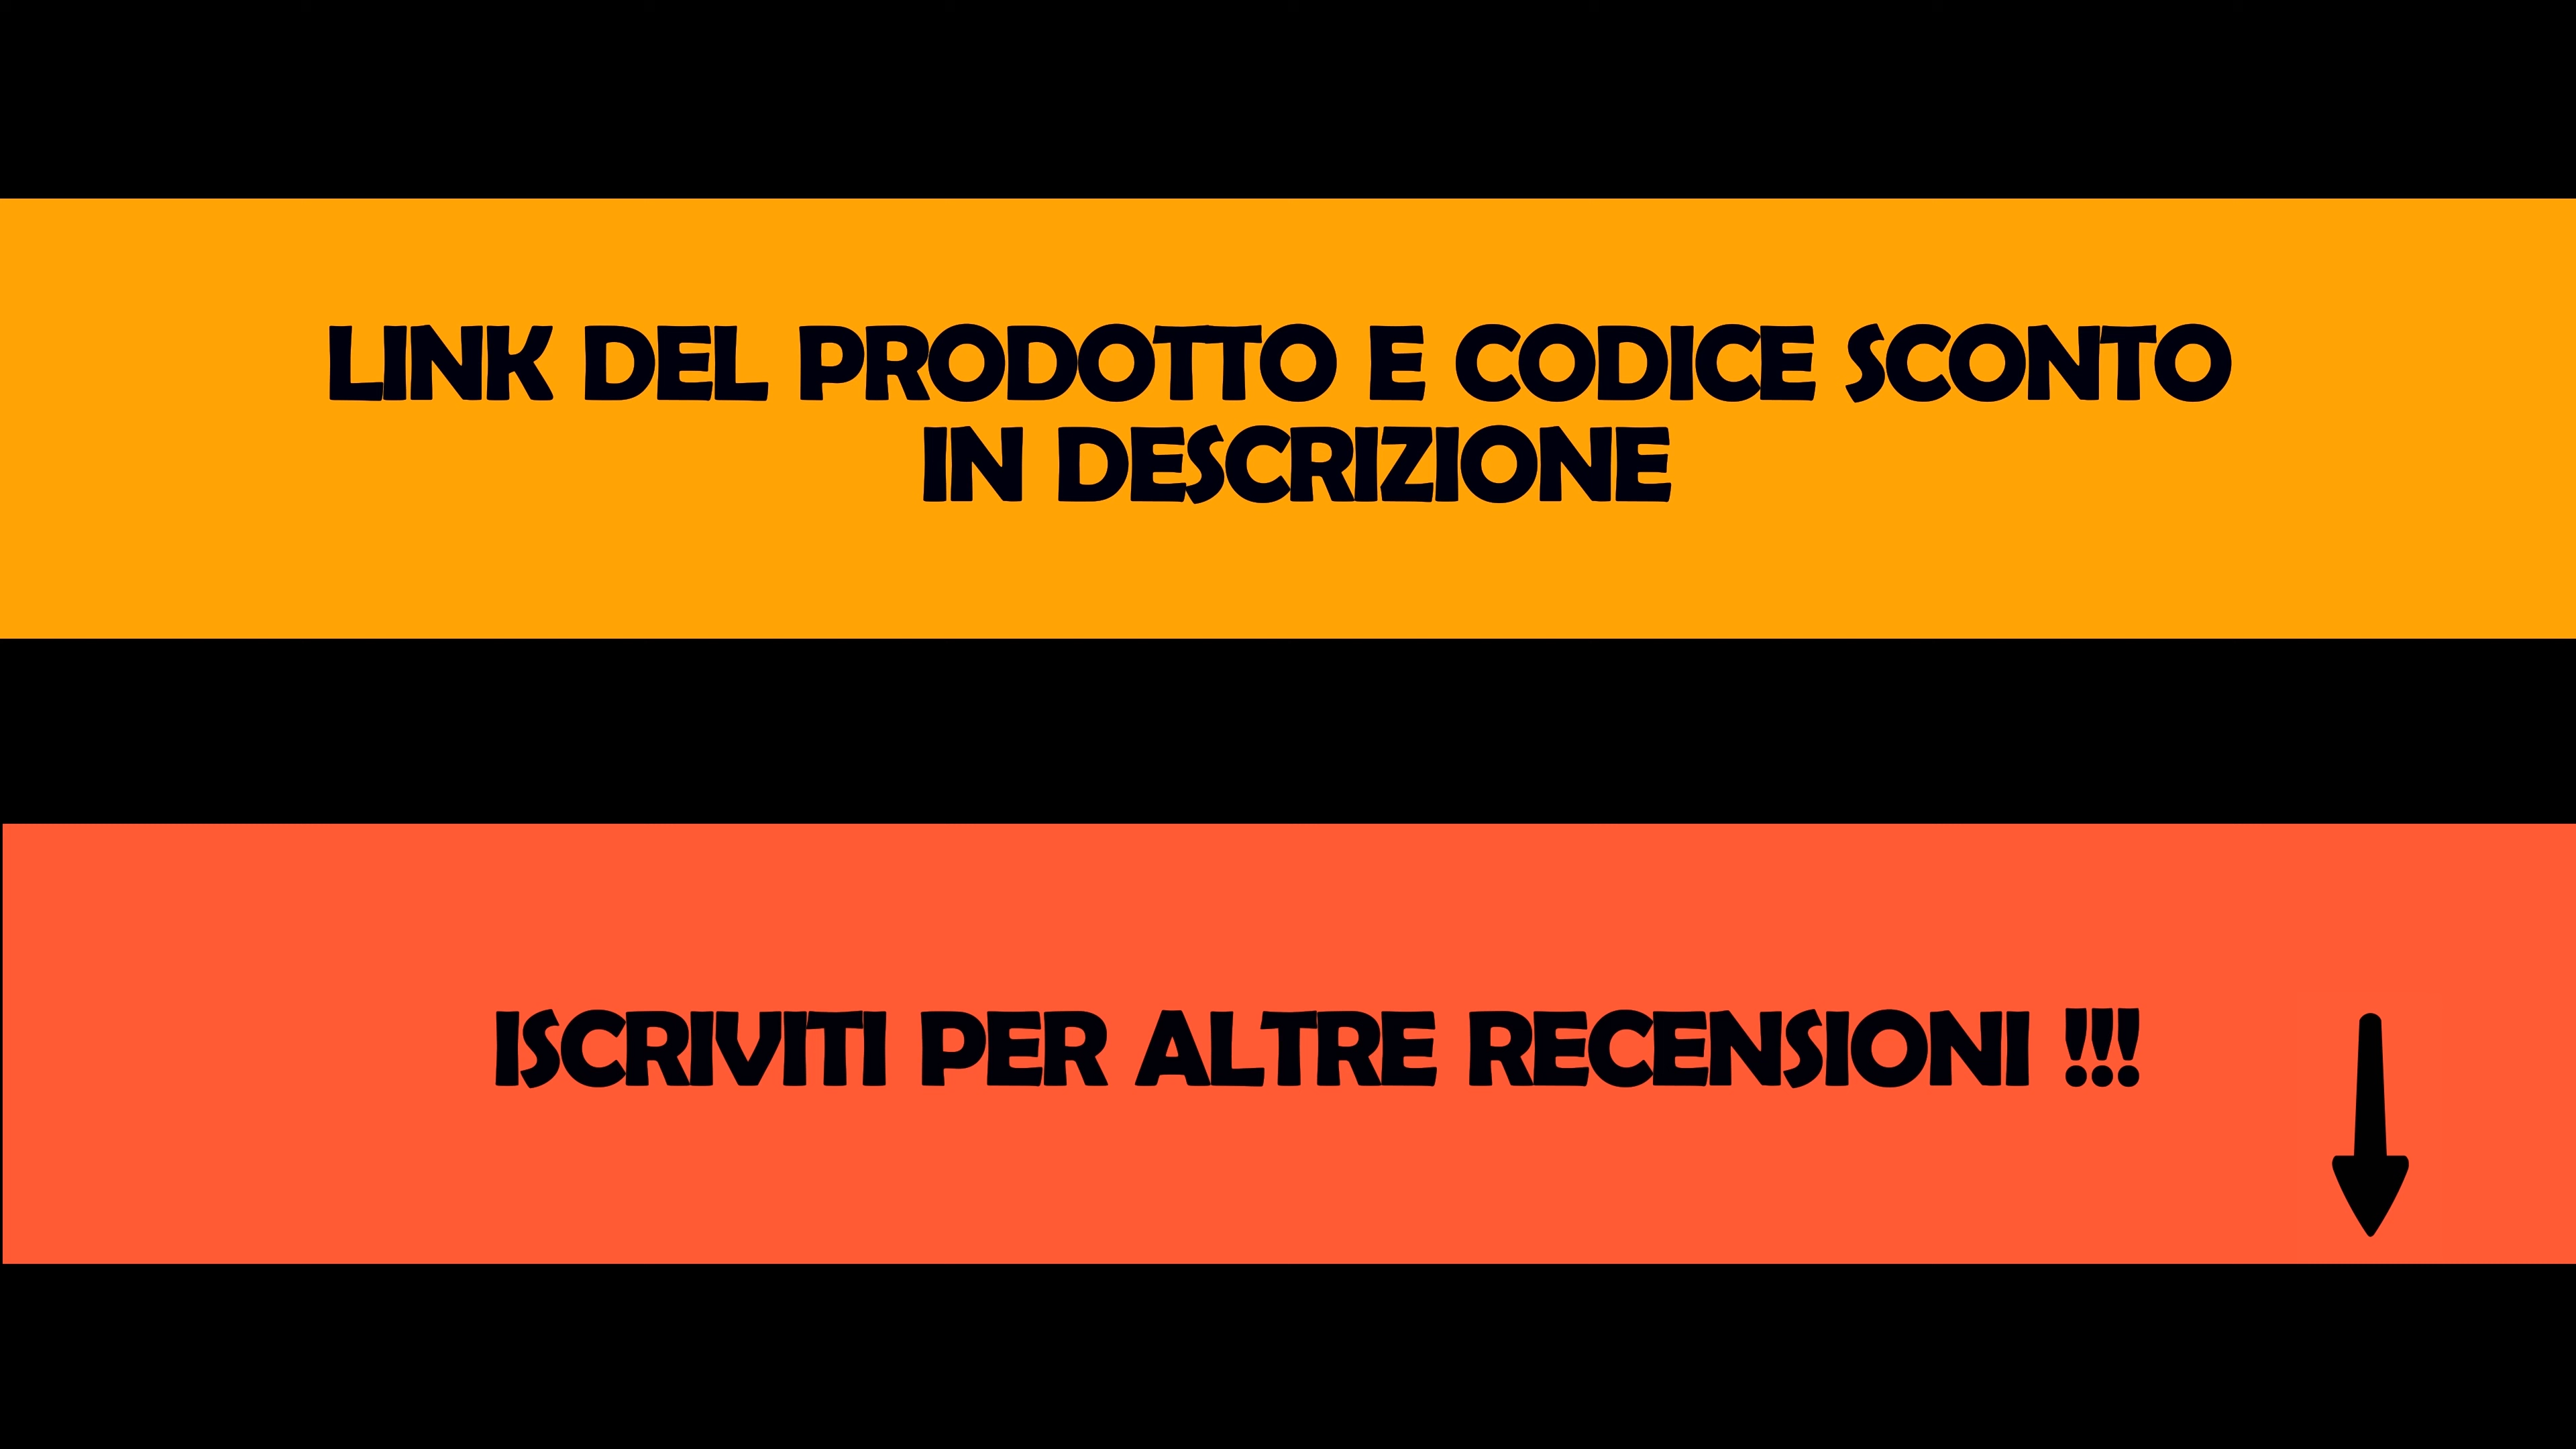 LINK DEL PRODOTTO E CODICE SCONTO
IN DESCRIZIONE
ISCRIVITI PER ALTRE RECENSIONI !!!